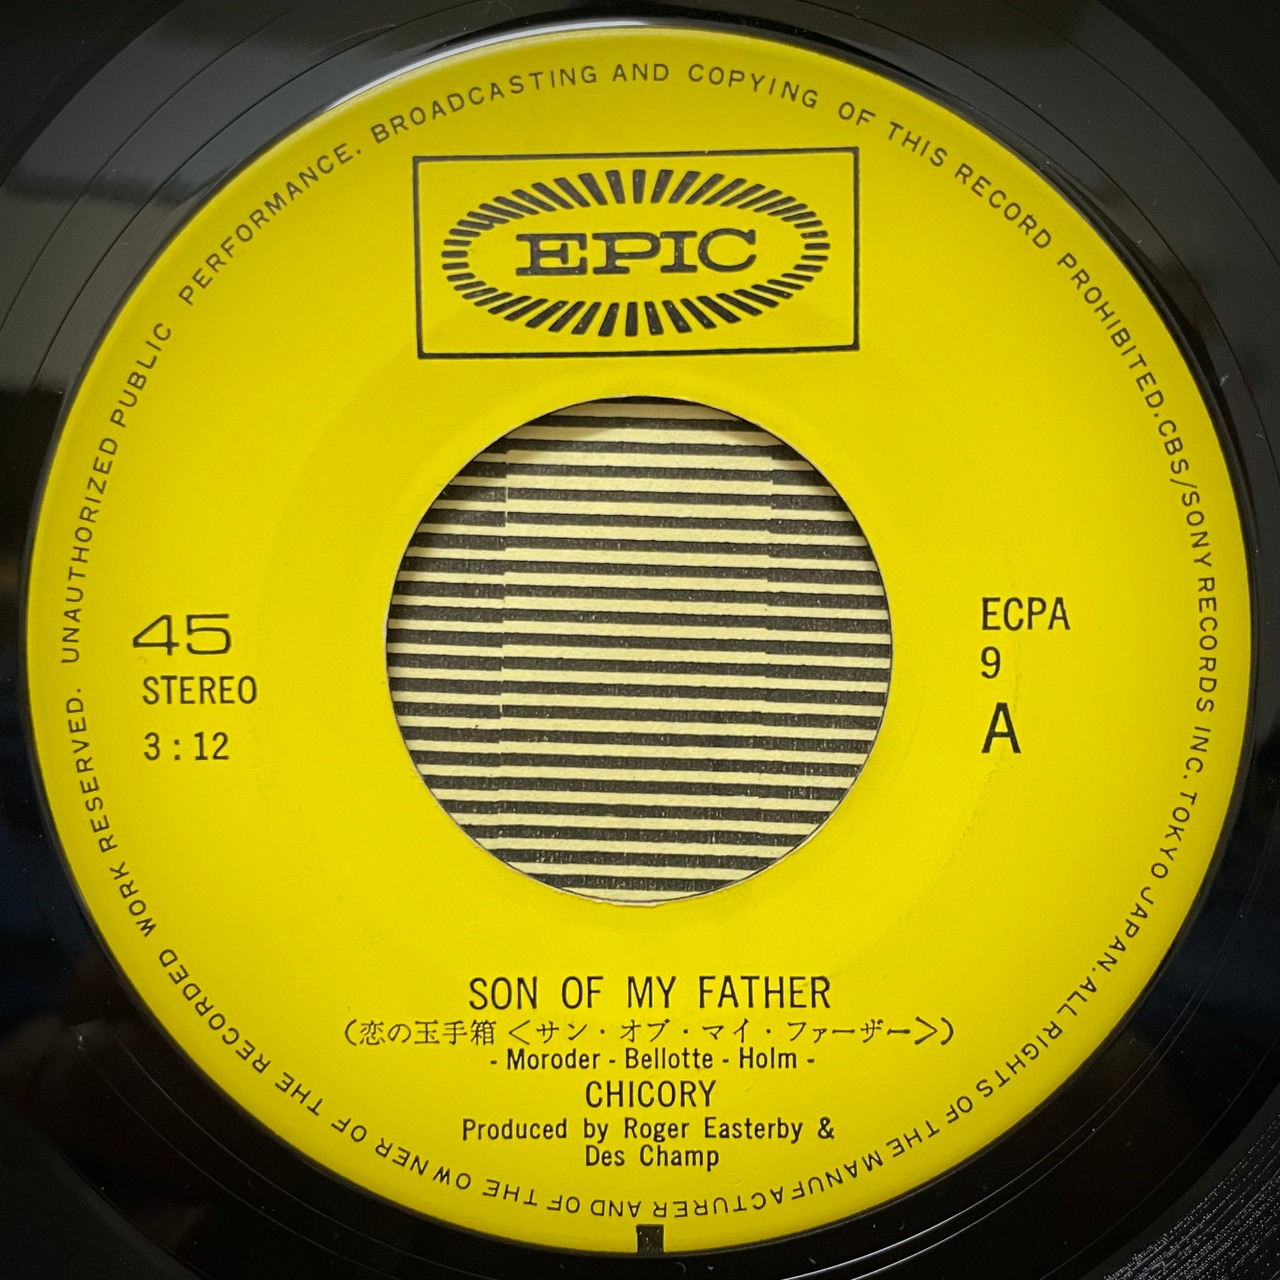 EPIC
45
STEREO
3:12
ECPA
9
A
SON OF MY FATHER
(恋の玉手箱<サン・オブ・マイ・ファーザー>)
- Moroder - Bellotte - Holm -
CHICORY
Produced by Roger Easterby &
Des Champ
UNAUTHORIZED PUBLIC PERFORMANCE. BROADCASTING AND COPYING OF THIS RECORD PROHIBITED. CBS/SONY RECORDS INC. TOKYO JAPAN. ALL RIGHTS OF THE MANUFACTURER AND OF THE OWNER OF THE RECORDED WORK RESERVED.